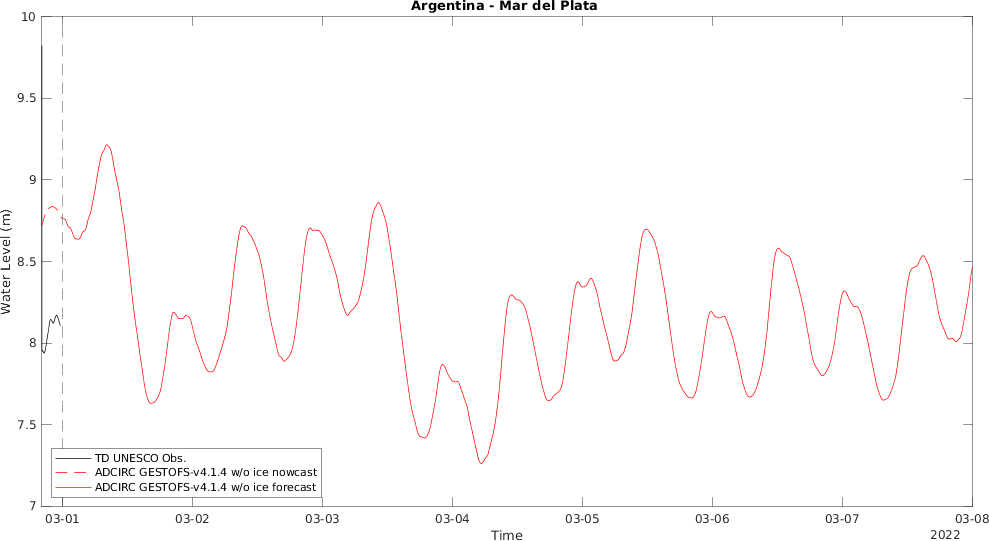 Argentina - Mar del Plata
10
9.5
9
8.5
8
7.5
7
Water Level (m)
TD UNESCO Obs.
ADCIRC GESTOFS-v4.1.4 w/o ice nowcast
ADCIRC GESTOFS-v4.1.4 w/o ice forecast
03-01 03-02 03-03 03-04 03-05 03-06 03-07 03-08
Time
2022